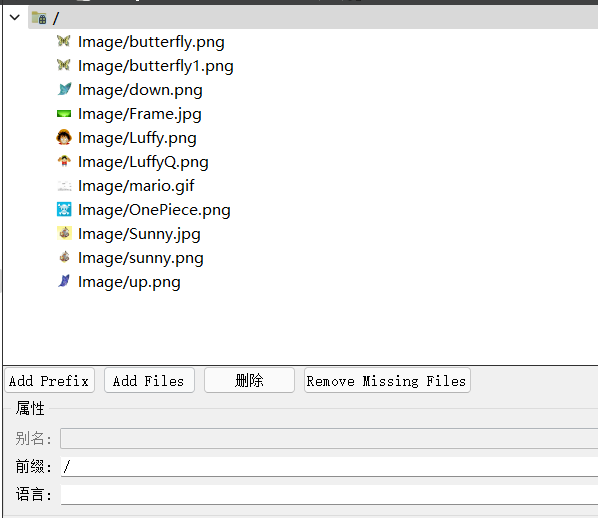 /
Image/butterfly.png
Image/butterfly1.png
Image/down.png
Image/Frame.jpg
Image/Luffy.png
Image/LuffyQ.png
Image/mario.gif
Image/OnePiece.png
Image/Sunny.jpg
Image/sunny.png
Image/up.png
Add Prefix Add Files 删除 Remove Missing Files
属性
别名:
前缀: /
语言: